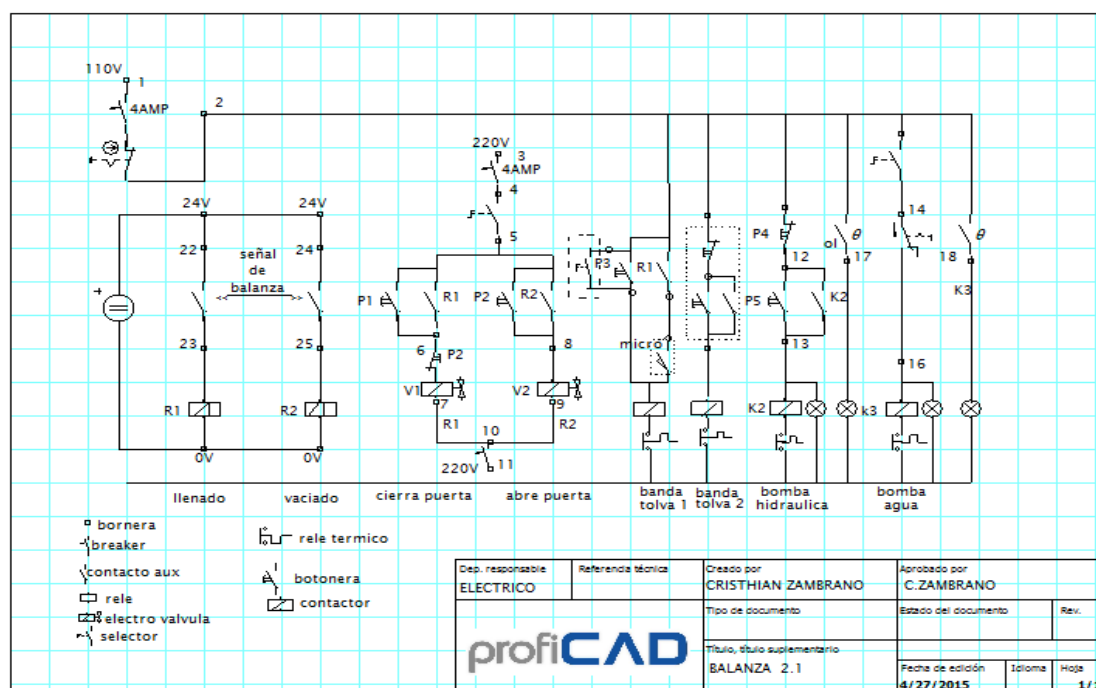 110V
1
4AMP
2
220V
3
4AMP
4
5
24V
24V
22
24
señal
de
balanza
23
25
R1
R2
0V
0V
P1
R1
P2
R2
6
P2
8
V1
V2
7
9
R1
R2
10
220V
11
P3
R1
micro
P4
12
P5
K2
13
K2
ol
θ
17
14
18
θ
K3
16
k3
llenado
vaciado
cierra puerta
abre puerta
banda
tolva 1
banda
tolva 2
bomba
hidraulica
bomba
agua
bornera
breaker
contacto aux
rele
electro valvula
selector
rele termico
botonera
contactor
Dep. responsable
ELECTRICO
Referencia técnica
Creado por
CRISTHIAN ZAMBRANO
Aprobado por
C.ZAMBRANO
Tipo de documento
Estado del documento
Rev.
profiCAD
Título, título suplementario
BALANZA 2.1
Fecha de edición
4/27/2015
Idioma
Hoja
1/